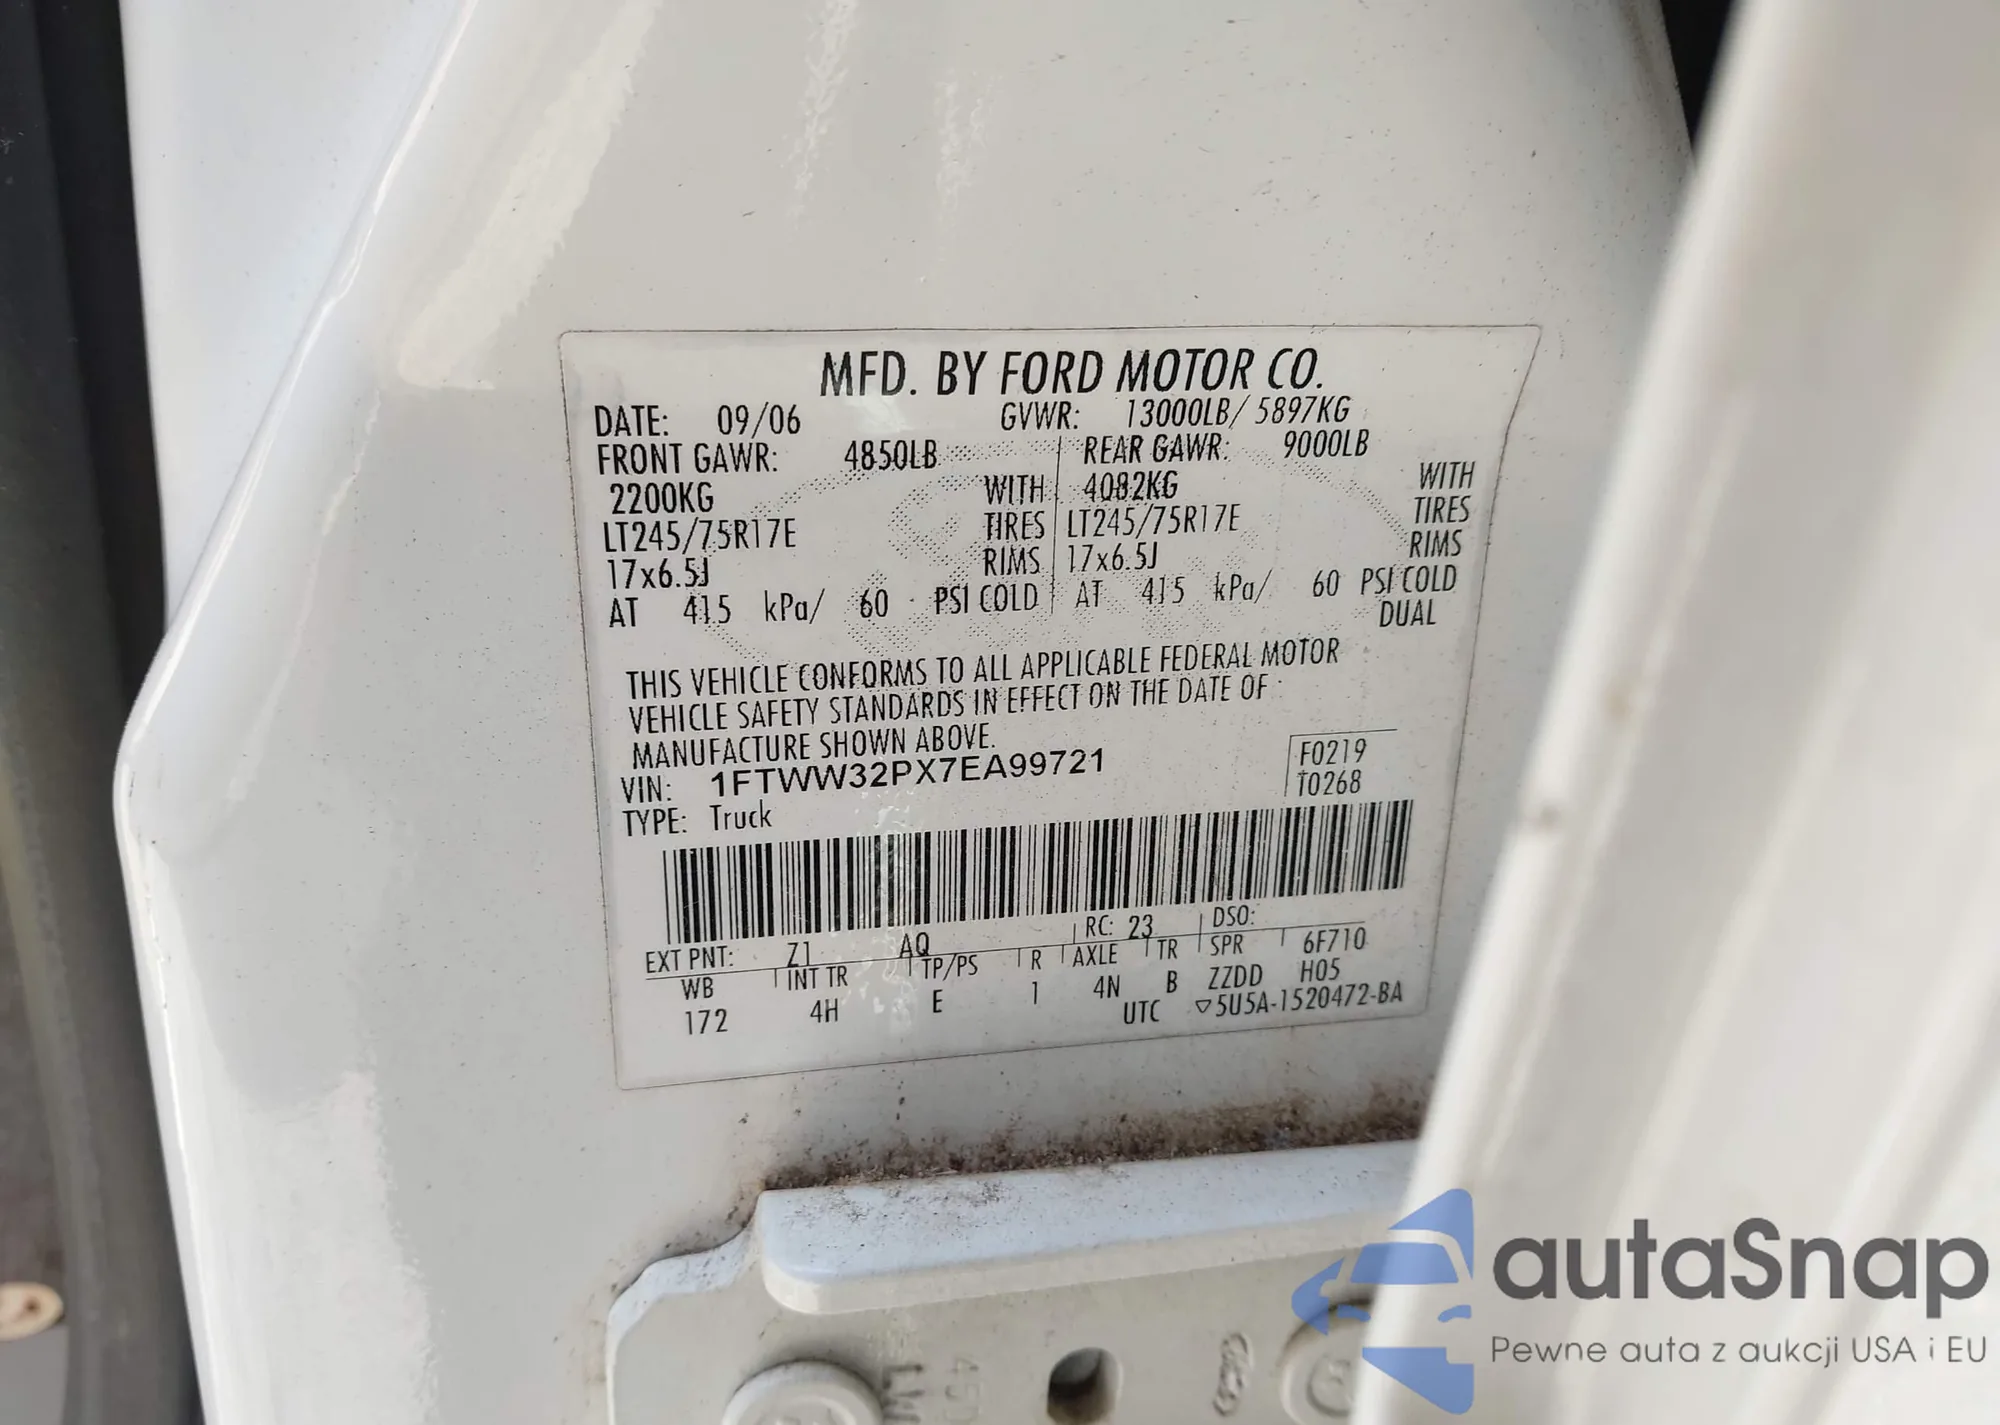 MFD. BY FORD MOTOR CO.
DATE: 09/06 GVWR: 13000LB/ 5897KG
FRONT GAWR: 4850LB REAR GAWR: 9000LB
2200KG WITH 4082KG WITH
LT245/75R17E TIRES LT245/75R17E TIRES
17x6.5J RIMS 17x6.5J RIMS
AT 415 kPa/ 60 PSI COLD AT 415 kPa/ 60 PSI COLD
DUAL
THIS VEHICLE CONFORMS TO ALL APPLICABLE FEDERAL MOTOR
VEHICLE SAFETY STANDARDS IN EFFECT ON THE DATE OF
MANUFACTURE SHOWN ABOVE.
VIN: 1FTWW32PX7EA99721 F0219
TYPE: Truck T0268
EXT PNT: Z1 AQ RC: 23 DSO:
WB INT TR TP/PS R AXLE TR SPR 6F710
172 4H E 1 4N B ZZDD H05
UTC ▽5U5A-1520472-BA
autaSnap
Pewne auta z aukcji USA i EU